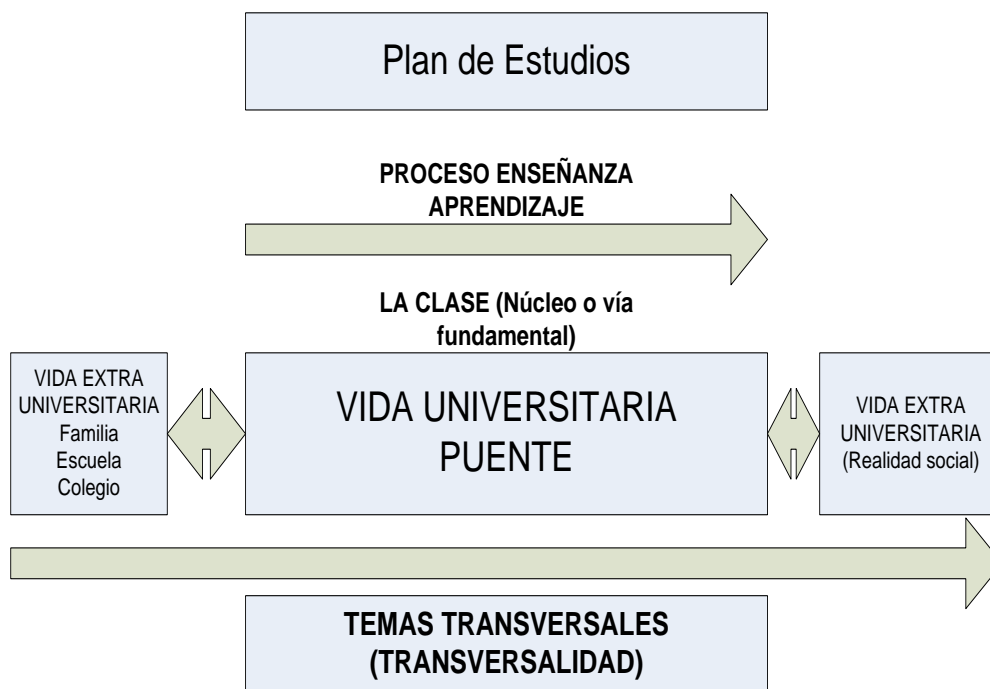 Plan de Estudios
PROCESO ENSEÑANZA
APRENDIZAJE
LA CLASE (Núcleo o vía
fundamental)
VIDA EXTRA
UNIVERSITARIA
Familia
Escuela
Colegio
VIDA UNIVERSITARIA
PUENTE
VIDA EXTRA
UNIVERSITARIA
(Realidad social)
TEMAS TRANSVERSALES
(TRANSVERSALIDAD)